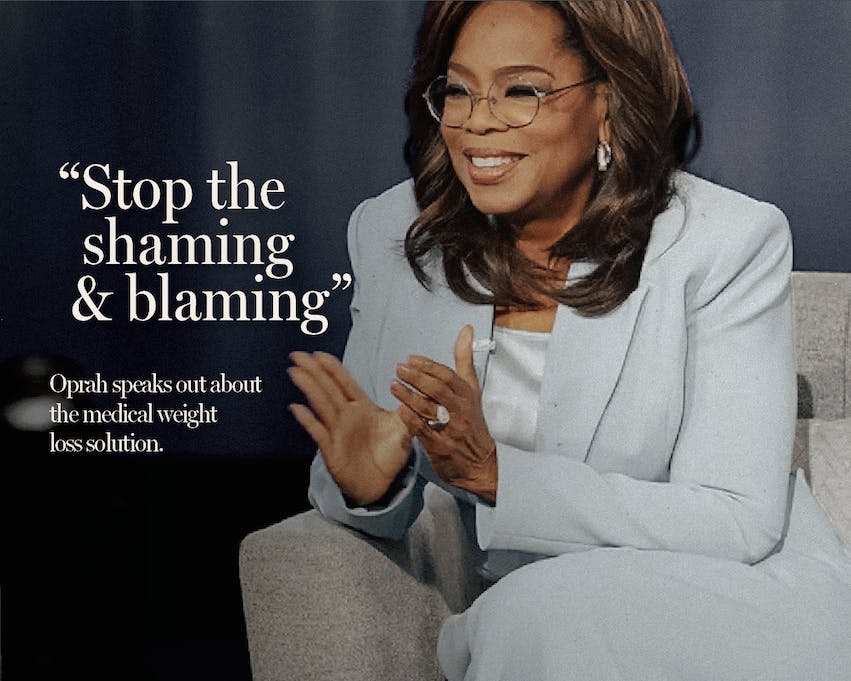 “Stop the
shaming
& blaming”
Oprah speaks out about
the medical weight
loss solution.